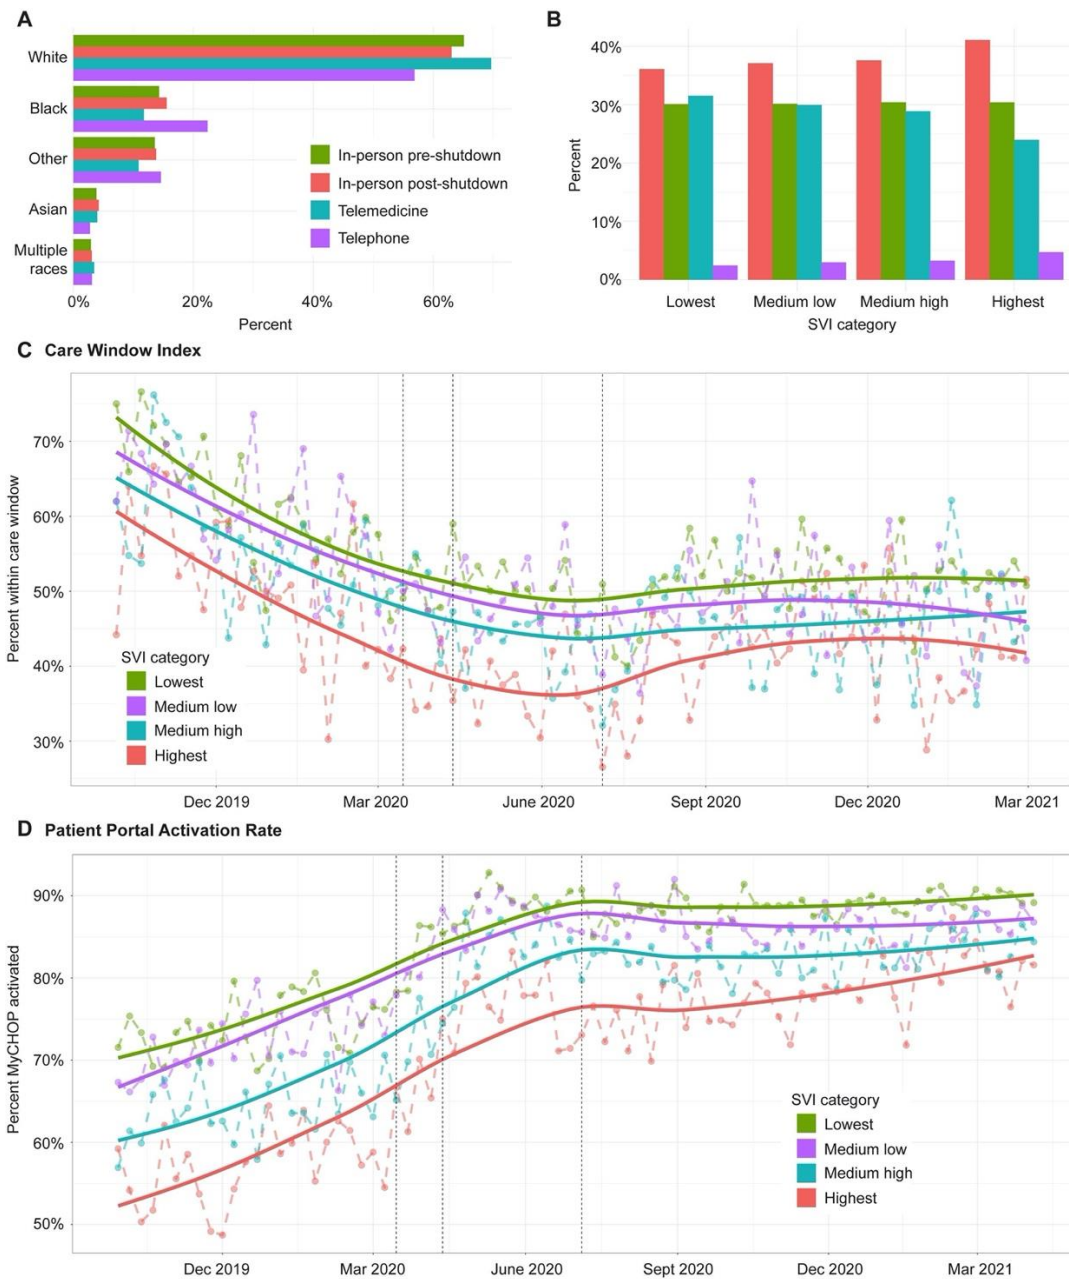 A
White
Black
Other
Asian
Multiple
races
0% 20% 40% 60%
Percent
In-person pre-shutdown
In-person post-shutdown
Telemedicine
Telephone
B
40%
30%
20%
10%
0%
Percent
Lowest Medium low Medium high Highest
SVI category
C Care Window Index
70%
60%
50%
40%
30%
Percent within care window
SVI category
Lowest
Medium low
Medium high
Highest
Dec 2019 Mar 2020 June 2020 Sept 2020 Dec 2020 Mar 2021
D Patient Portal Activation Rate
90%
80%
70%
60%
50%
Percent MyCHOP activated
SVI category
Lowest
Medium low
Medium high
Highest
Dec 2019 Mar 2020 June 2020 Sept 2020 Dec 2020 Mar 2021